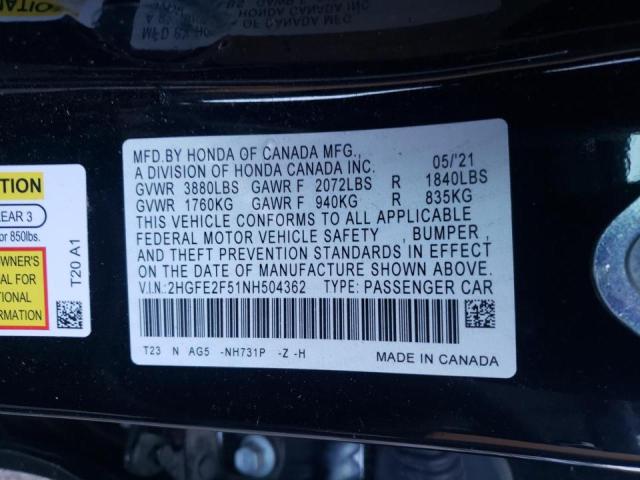 MFD.BY HONDA OF CANADA MFG.,
A DIVISION OF HONDA CANADA INC. 05/'21
GVWR 3880LBS GAWR F 2072LBS R 1840LBS
GVWR 1760KG GAWR F 940KG R 835KG
THIS VEHICLE CONFORMS TO ALL APPLICABLE
FEDERAL MOTOR VEHICLE SAFETY , BUMPER ,
AND THEFT PREVENTION STANDARDS IN EFFECT
ON THE DATE OF MANUFACTURE SHOWN ABOVE.
V.I.N.:2HGFE2F51NH504362 TYPE: PASSENGER CAR
T23 N AG5 -NH731P -Z -H
MADE IN CANADA
TION
EAR 3
or 850lbs.
WNER'S
AL FOR
TIONAL
RMATION
T20 A1